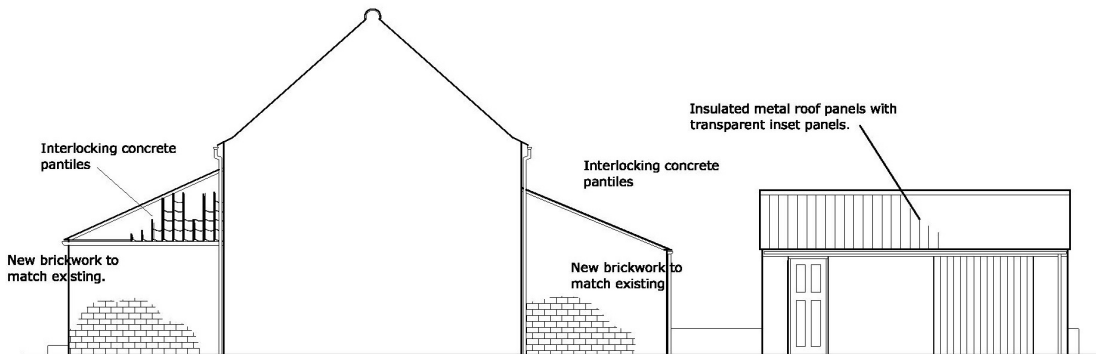 Insulated metal roof panels with
transparent inset panels.
Interlocking concrete
pantiles
Interlocking concrete
pantiles
New brickwork to
match existing.
New brickwork to
match existing